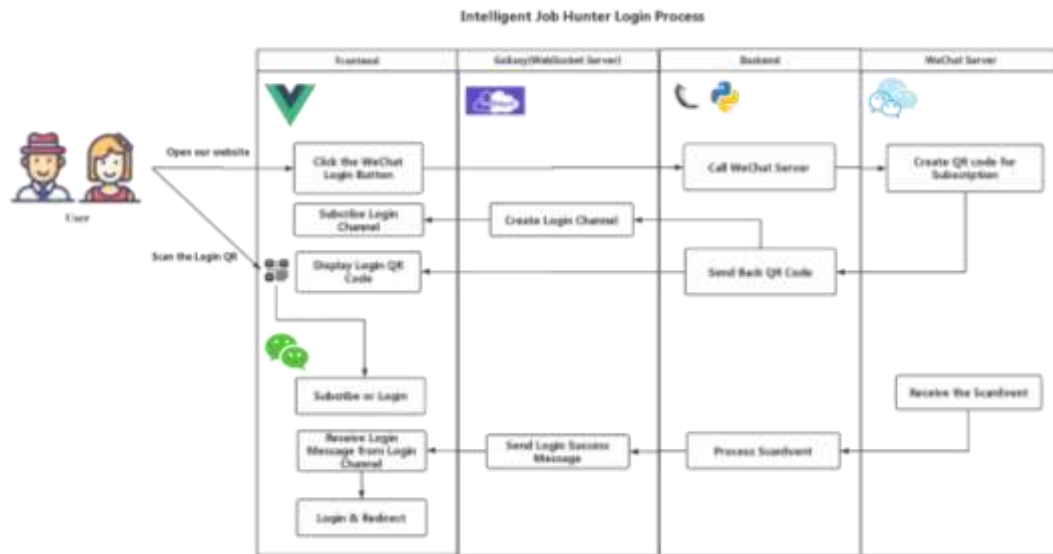 Intelligent Job Hunter Login Process
Frontend
GoEasy(WebSocket Server)
Backend
WeChat Server
Open our website
Click the WeChat
Login Button
Call WeChat Server
Create QR code for
Subscription
User
Subcribe Login
Channel
Create Login Channel
Scan the Login QR
Display Login QR
Code
Send Back QR Code
Subcribe or Login
Receive the ScanEvent
Receive Login
Message from Login
Channel
Send Login Success
Message
Process ScanEvent
Login & Redirect